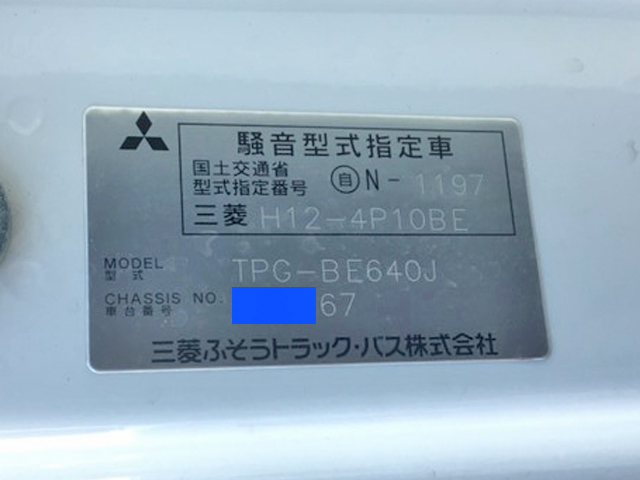 騒音型式指定車
国土交通省
型式指定番号 自 N-1197
三菱 H12-4P10BE
MODEL TPG-BE640J
型式
CHASSIS NO. 67
車台番号
三菱ふそうトラック・バス株式会社